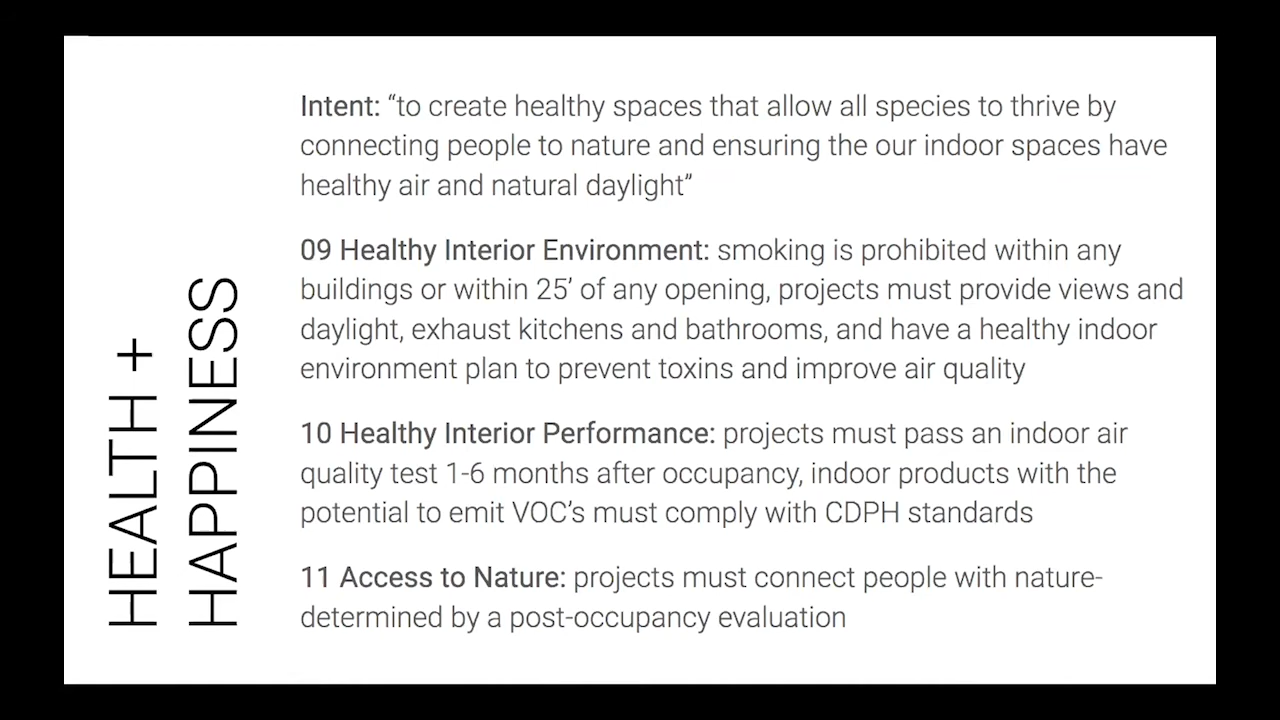 HEALTH +
HAPPINESS
Intent: “to create healthy spaces that allow all species to thrive by
connecting people to nature and ensuring the our indoor spaces have
healthy air and natural daylight”
09 Healthy Interior Environment: smoking is prohibited within any
buildings or within 25’ of any opening, projects must provide views and
daylight, exhaust kitchens and bathrooms, and have a healthy indoor
environment plan to prevent toxins and improve air quality
10 Healthy Interior Performance: projects must pass an indoor air
quality test 1-6 months after occupancy, indoor products with the
potential to emit VOC’s must comply with CDPH standards
11 Access to Nature: projects must connect people with nature-
determined by a post-occupancy evaluation